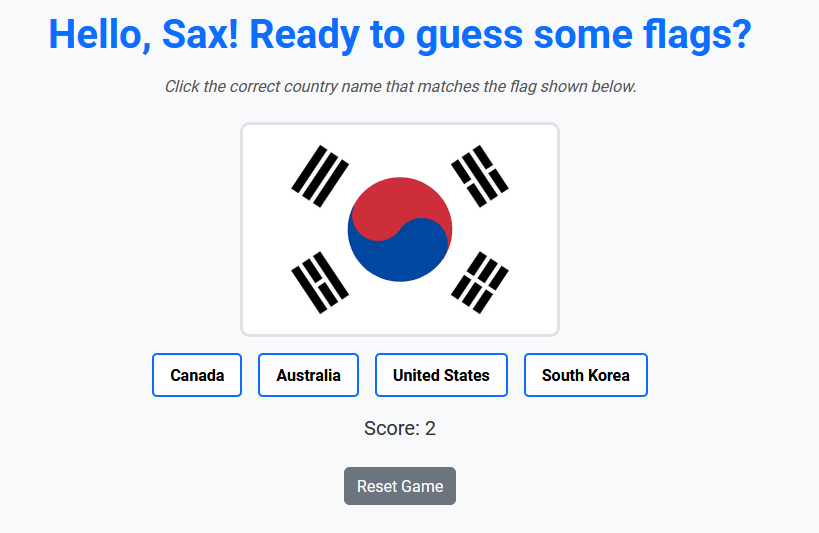 Hello, Sax! Ready to guess some flags?
Click the correct country name that matches the flag shown below.
Canada
Australia
United States
South Korea
Score: 2
Reset Game